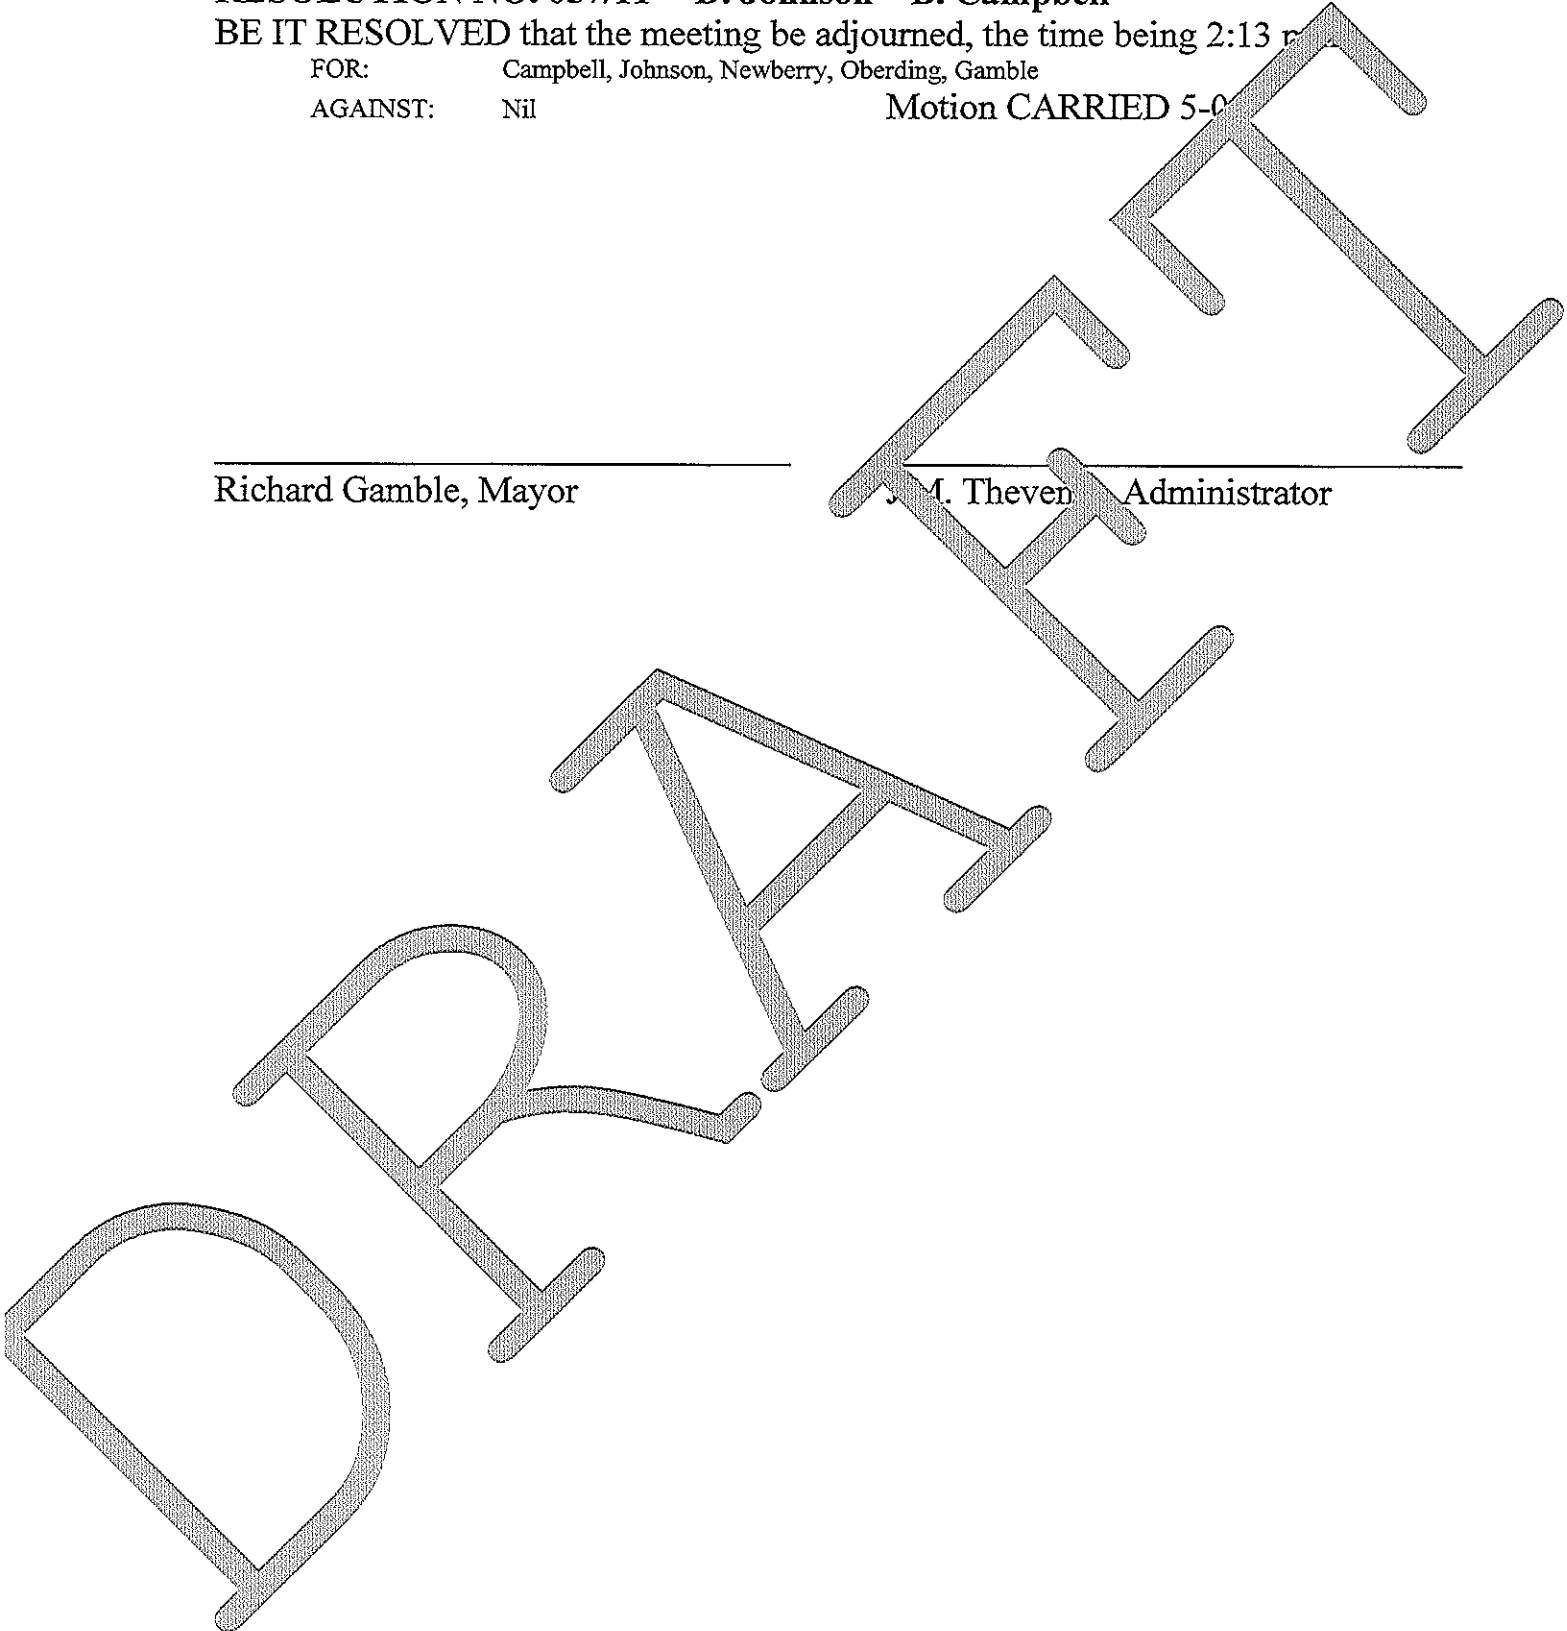 BE IT RESOLVED that the meeting be adjourned, the time being 2:13
FOR: Campbell, Johnson, Newberry, Oberding, Gamble
AGAINST: Nil Motion CARRIED 5-0
Richard Gamble, Mayor Administrator
DRAFT